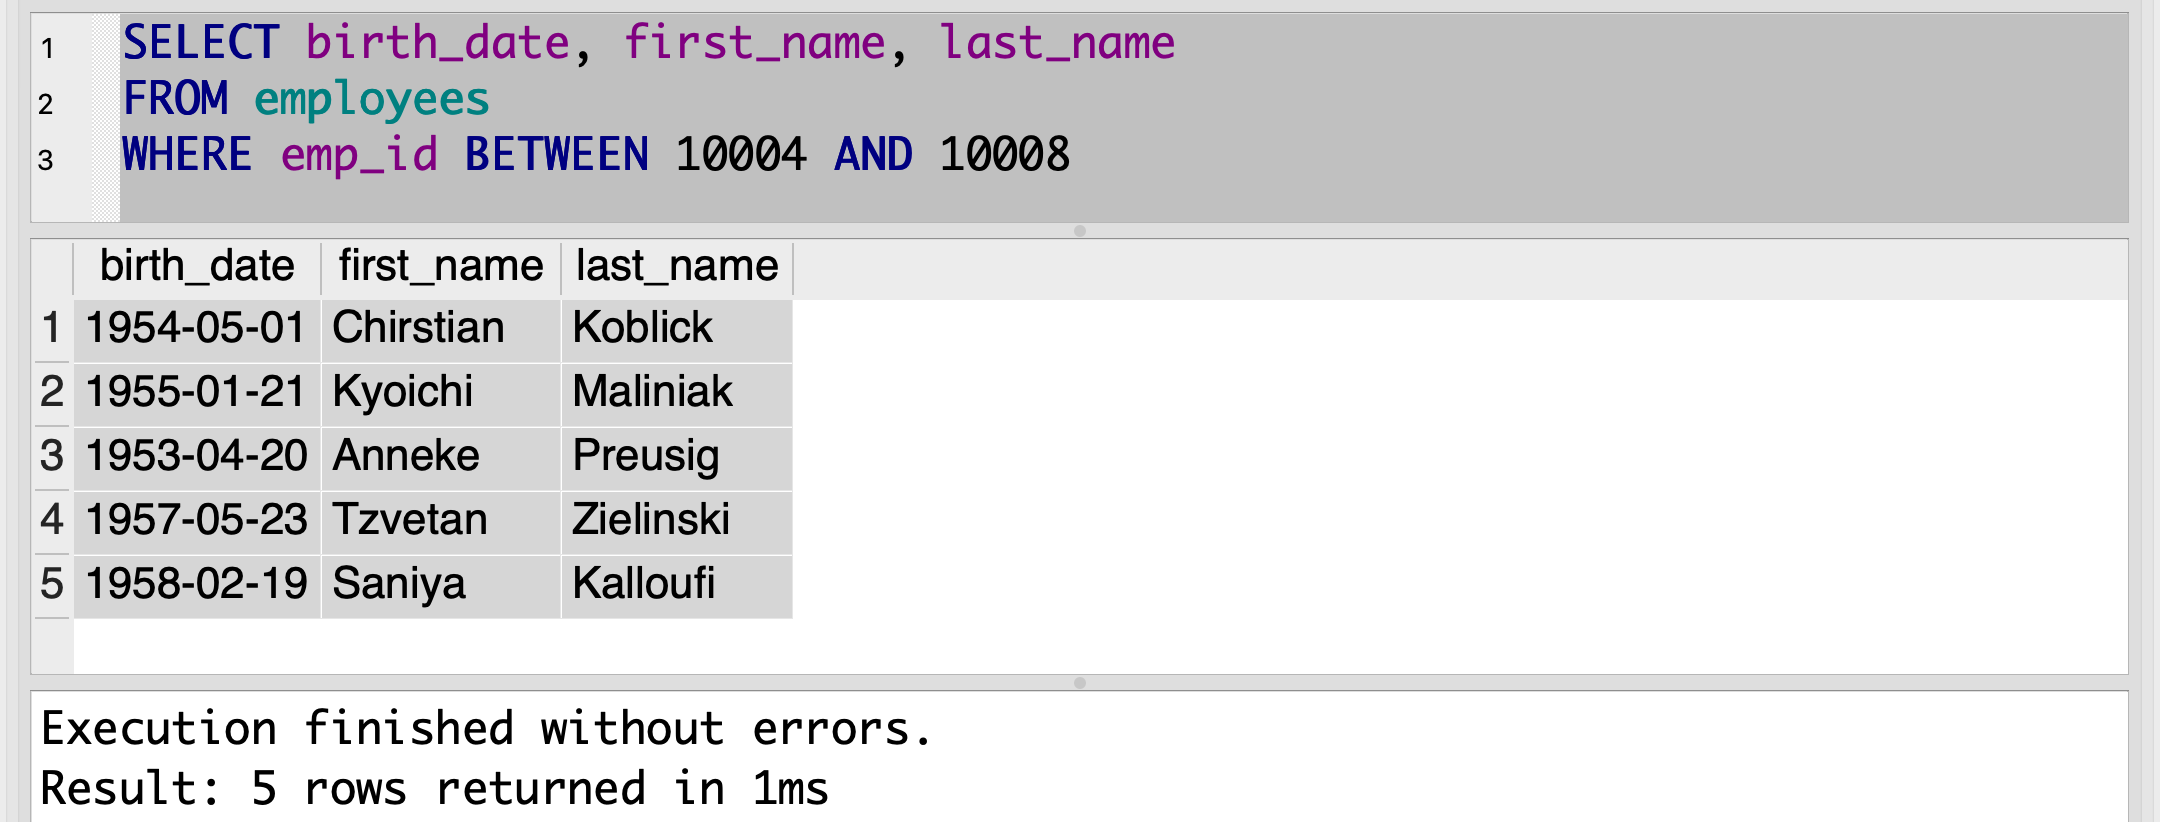 1 SELECT birth_date, first_name, last_name
2 FROM employees
3 WHERE emp_id BETWEEN 10004 AND 10008
birth_date first_name last_name
1 1954-05-01 Chirstian Koblick
2 1955-01-21 Kyoichi Maliniak
3 1953-04-20 Anneke Preusig
4 1957-05-23 Tzvetan Zielinski
5 1958-02-19 Saniya Kalloufi
Execution finished without errors.
Result: 5 rows returned in 1ms